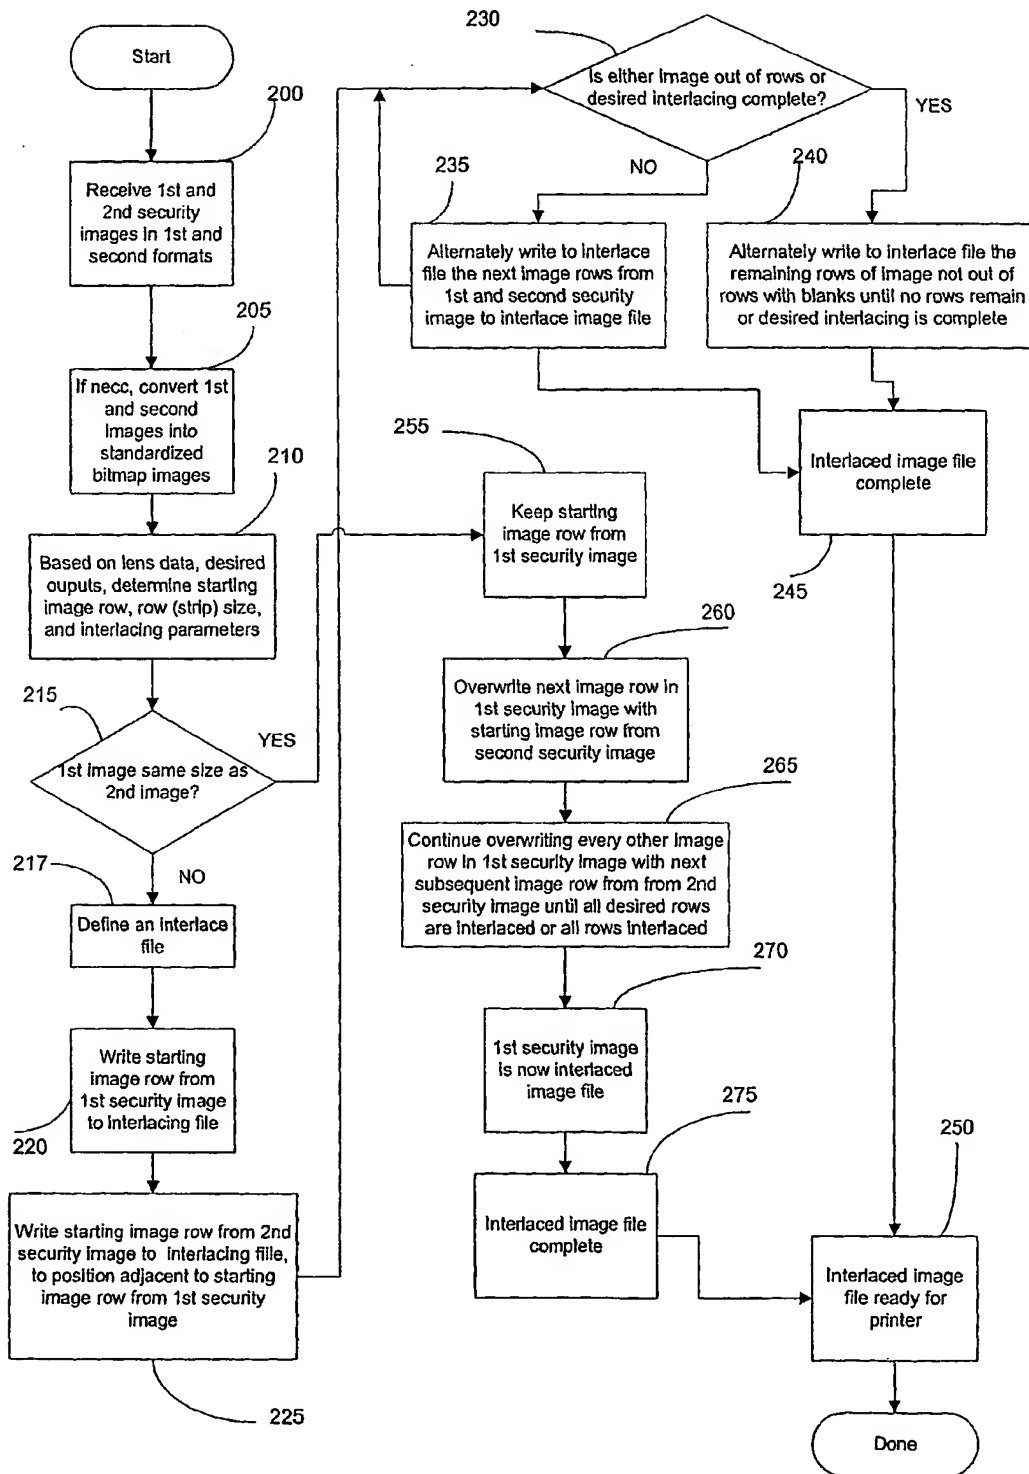 Start
200
Receive 1st and
2nd security
images in 1st and
second formats
205
If necc, convert 1st
and second
images into
standardized
bitmap images
210
Based on lens data, desired
ouputs, determine starting
image row, row (strip) size,
and interlacing parameters
215
1st image same size as
2nd image?
YES
NO
217
Define an interlace
file
Write starting
image row from
1st security image
to interlacing file
220
Write starting image row from 2nd
security image to interlacing fille,
to position adjacent to starting
image row from 1st security
image
225
230
Is either image out of rows or
desired interlacing complete?
YES
NO
235
Alternately write to interlace
file the next image rows from
1st and second security
image to interlace image file
240
Alternately write to interlace file the
remaining rows of image not out of
rows with blanks until no rows remain
or desired interlacing is complete
Interlaced image file
complete
245
255
Keep starting
image row from
1st security image
260
Overwrite next image row in
1st security image with
starting image row from
second security image
265
Continue overwriting every other image
row in 1st security image with next
subsequent image row from from 2nd
security image until all desired rows
are interlaced or all rows interlaced
270
1st security image
is now interlaced
image file
275
Interlaced image file
complete
250
Interlaced image
file ready for
printer
Done